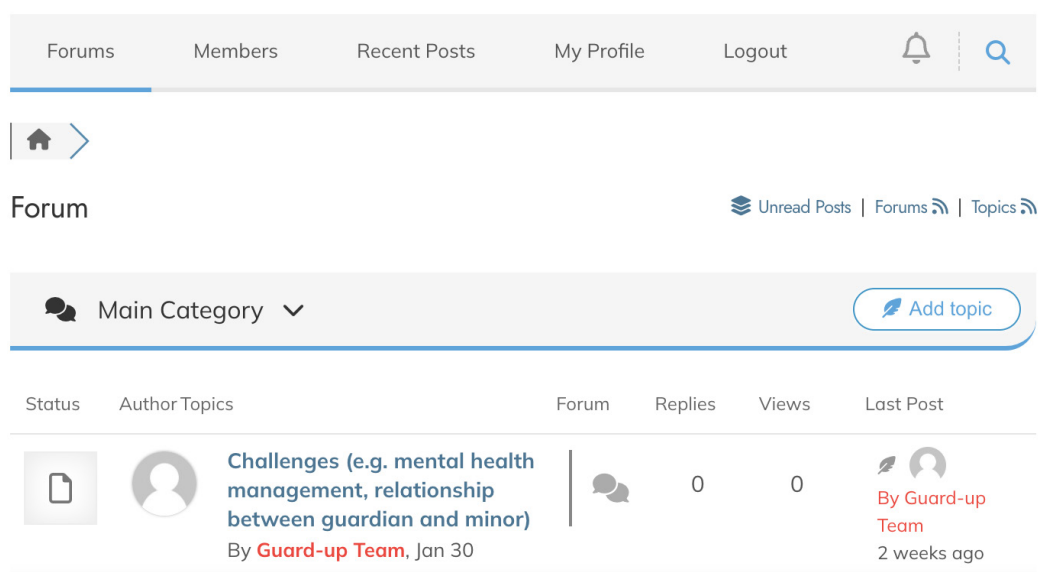 Forums Members Recent Posts My Profile Logout
Forum
Unread Posts | Forums | Topics
Main Category
Add topic
Status Author Topics Forum Replies Views Last Post
Challenges (e.g. mental health
management, relationship
between guardian and minor)
By Guard-up Team, Jan 30
0 0
By Guard-up
Team
2 weeks ago